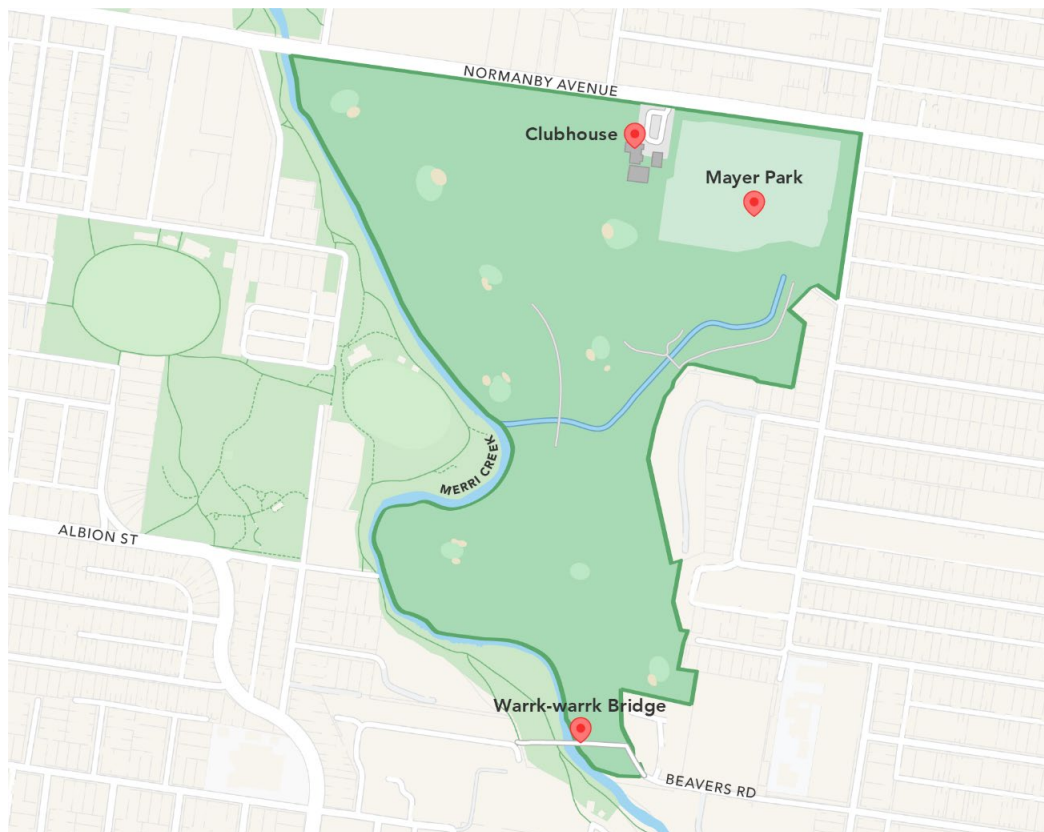 NORMANBY AVENUE
Clubhouse
Mayer Park
MERRI CREEK
ALBION ST
Warrk-warrk Bridge
BEAVERS RD